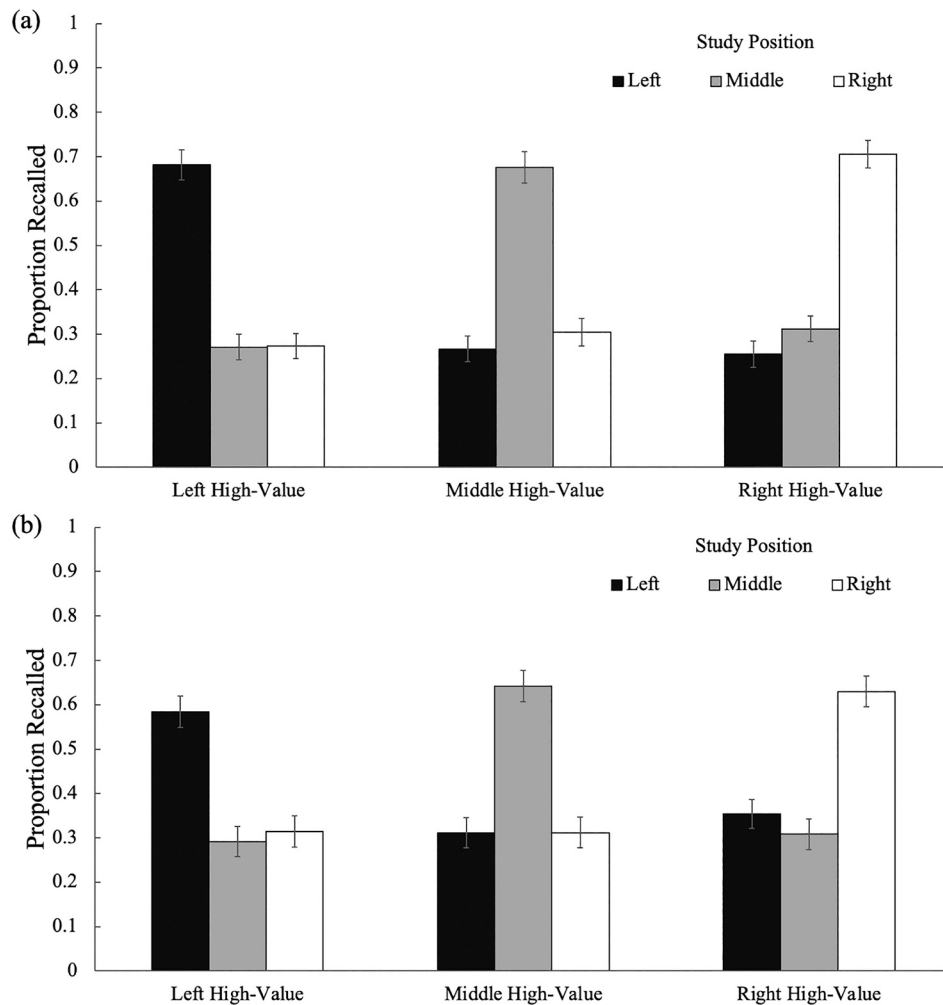 (a)
1
0.9
0.8
0.7
0.6
0.5
0.4
0.3
0.2
0.1
0
Proportion Recalled
Study Position
Left Middle Right
Left High-Value Middle High-Value Right High-Value
(b)
1
0.9
0.8
0.7
0.6
0.5
0.4
0.3
0.2
0.1
0
Proportion Recalled
Study Position
Left Middle Right
Left High-Value Middle High-Value Right High-Value